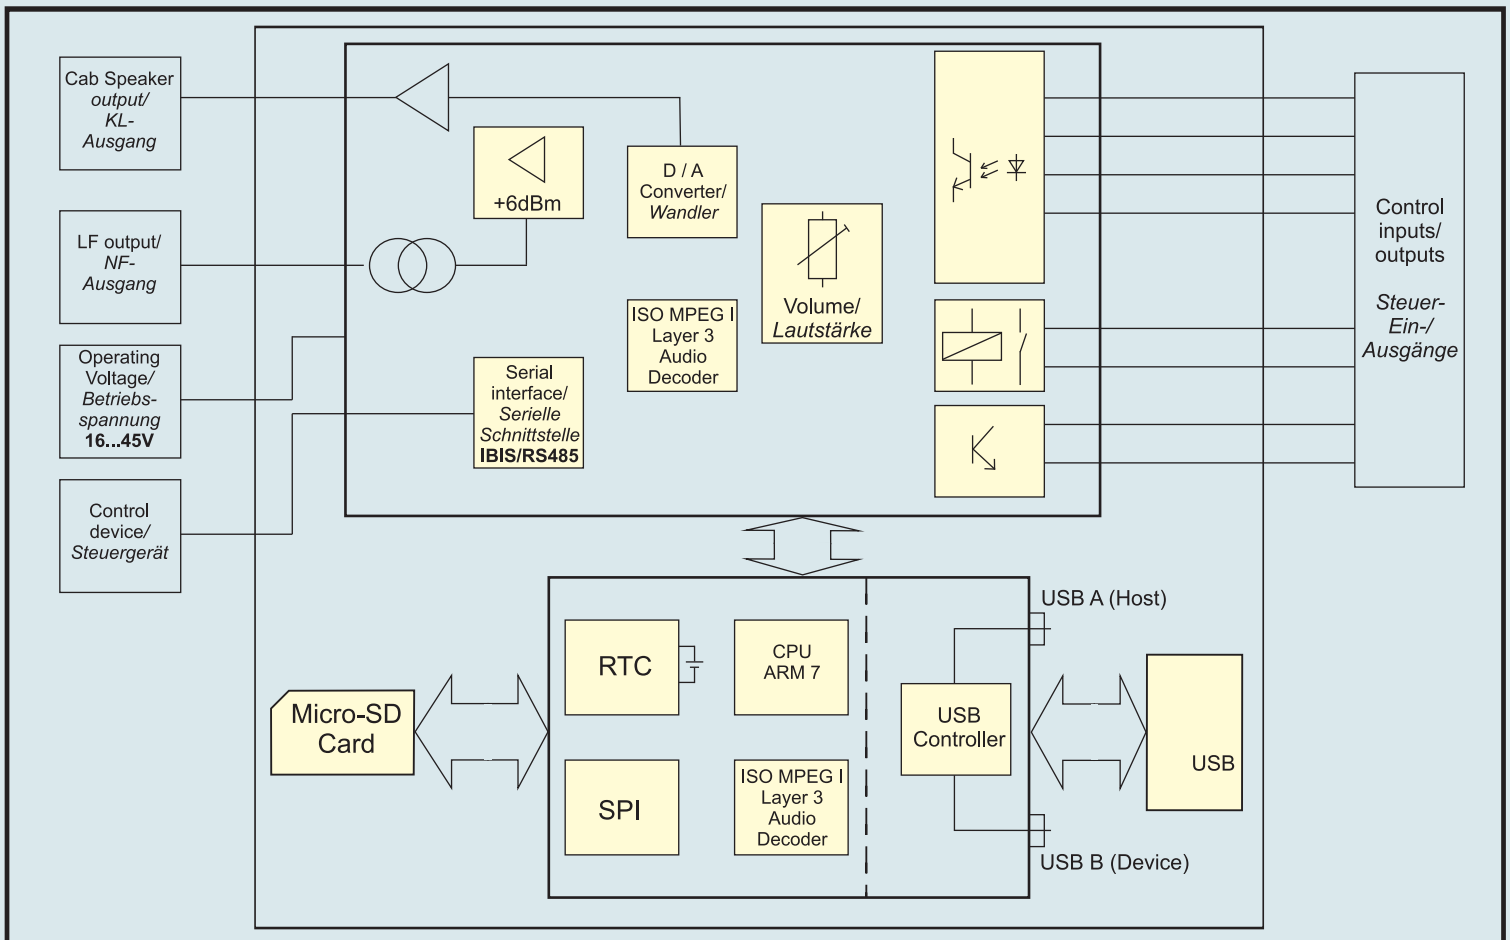 Cab Speaker
output/
KL-
Ausgang
LF output/
NF-
Ausgang
Operating
Voltage/
Betriebs-
spannung
16...45V
Control
device/
Steuergerät
+6dBm
D / A
Converter/
Wandler
Volume/
Lautstärke
ISO MPEG I
Layer 3
Audio
Decoder
Serial
interface/
Serielle
Schnittstelle
IBIS/RS485
Control
inputs/
outputs
Steuer-
Ein-/
Ausgänge
Micro-SD
Card
RTC
CPU
ARM 7
SPI
ISO MPEG I
Layer 3
Audio
Decoder
USB A (Host)
USB
Controller
USB B (Device)
USB